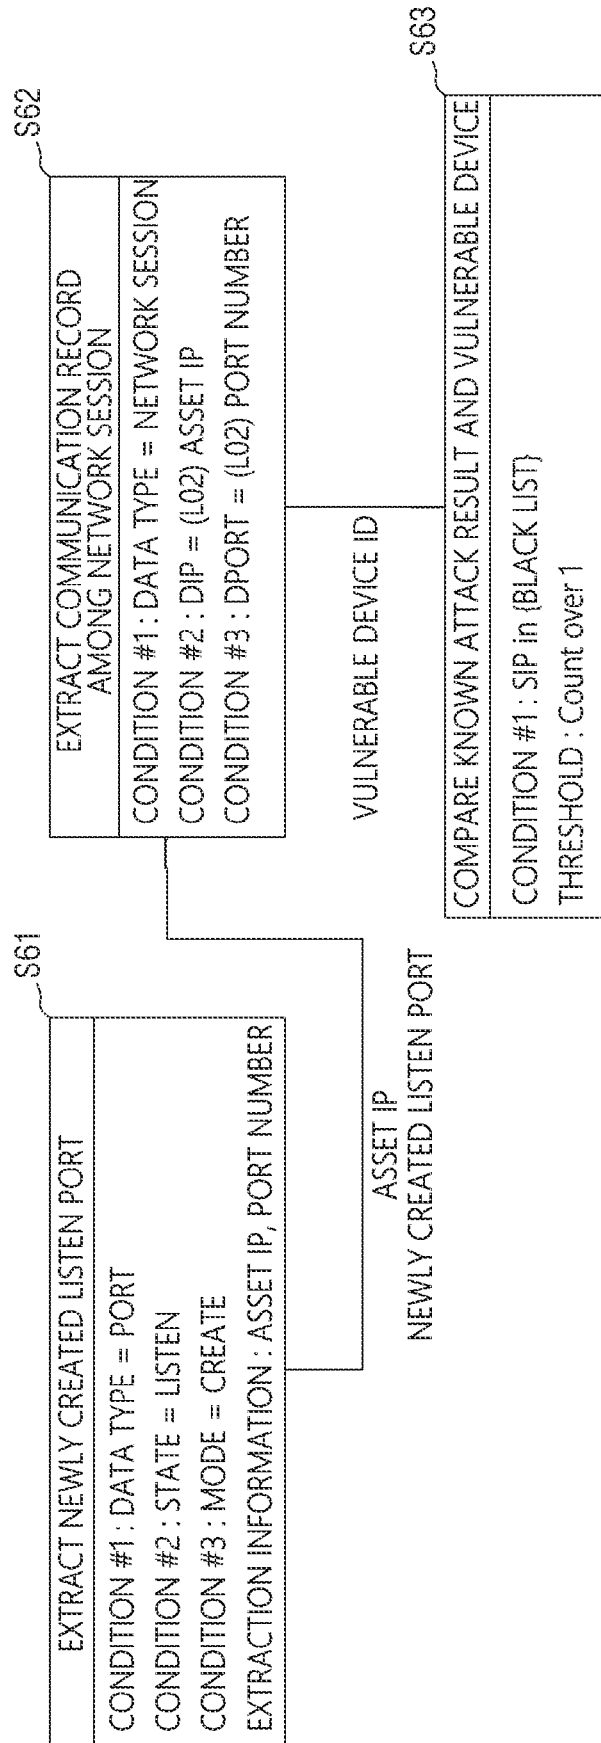 S61
EXTRACT NEWLY CREATED LISTEN PORT
CONDITION #1 : DATA TYPE = PORT
CONDITION #2 : STATE = LISTEN
CONDITION #3 : MODE = CREATE
EXTRACTION INFORMATION : ASSET IP, PORT NUMBER
ASSET IP
NEWLY CREATED LISTEN PORT
S62
EXTRACT COMMUNICATION RECORD
AMONG NETWORK SESSION
CONDITION #1 : DATA TYPE = NETWORK SESSION
CONDITION #2 : DIP = (L02) ASSET IP
CONDITION #3 : DPORT = (L02) PORT NUMBER
VULNERABLE DEVICE ID
S63
COMPARE KNOWN ATTACK RESULT AND VULNERABLE DEVICE
CONDITION #1 : SIP in {BLACK LIST}
THRESHOLD : Count over 1